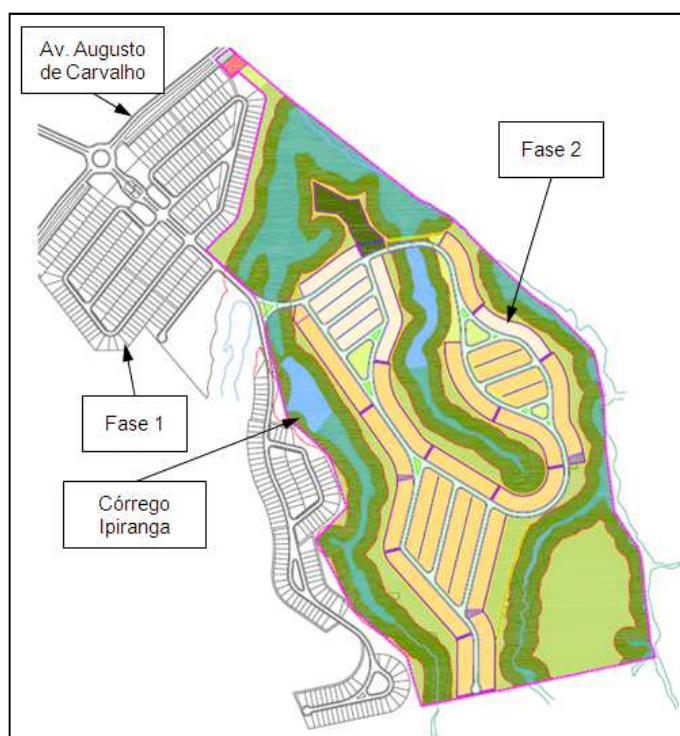 Av. Augusto
de Carvalho
Fase 2
Fase 1
Córrego
Ipiranga